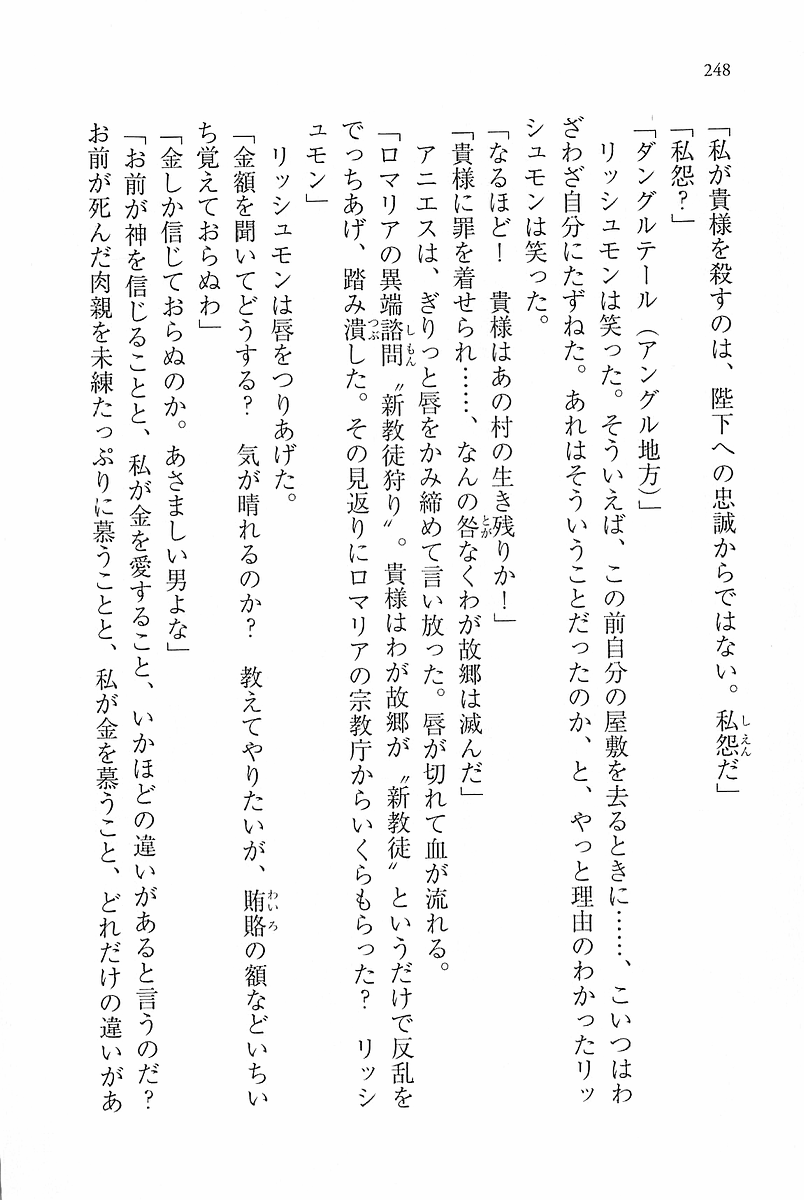 248
「私が貴様を殺すのは、陛下への忠誠からではない。私怨だ」
「私怨？」
「ダングルテール（アングル地方）」
　リッシュモンは笑った。そういえば、この前自分の屋敷を去るときに……、こいつはわ
ざわざ自分にたずねた。あれはそういうことだったのか、と、やっと理由のわかったリッ
シュモンは笑った。
「なるほど！　貴様はあの村の生き残りか！」
「貴様に罪を着せられ……、なんの咎なくわが故郷は滅んだ」
　アニエスは、ぎりっと唇をかみ締めて言い放った。唇が切れて血が流れる。
「ロマリアの異端諮問〝新教徒狩り〟。貴様はわが故郷が〝新教徒〟というだけで反乱を
でっちあげ、踏み潰した。その見返りにロマリアの宗教庁からいくらもらった？　リッシ
ュモン」
　リッシュモンは唇をつりあげた。
「金額を聞いてどうする？　気が晴れるのか？　教えてやりたいが、賄賂の額などいちい
ち覚えておらぬわ」
「金しか信じておらぬのか。あさましい男よな」
「お前が神を信じることと、私が金を愛すること、いかほどの違いがあると言うのだ？
お前が死んだ肉親を未練たっぷりに慕うことと、私が金を慕うこと、どれだけの違いがあ